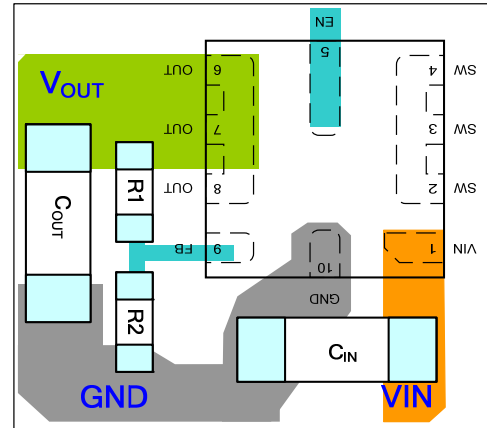 EN
5
OUT 6
4 SW
VOUT
OUT 7
3 SW
R1
OUT 8
2 SW
COUT
FB 9
1 VIN
10
GND
R2
CIN
GND
VIN